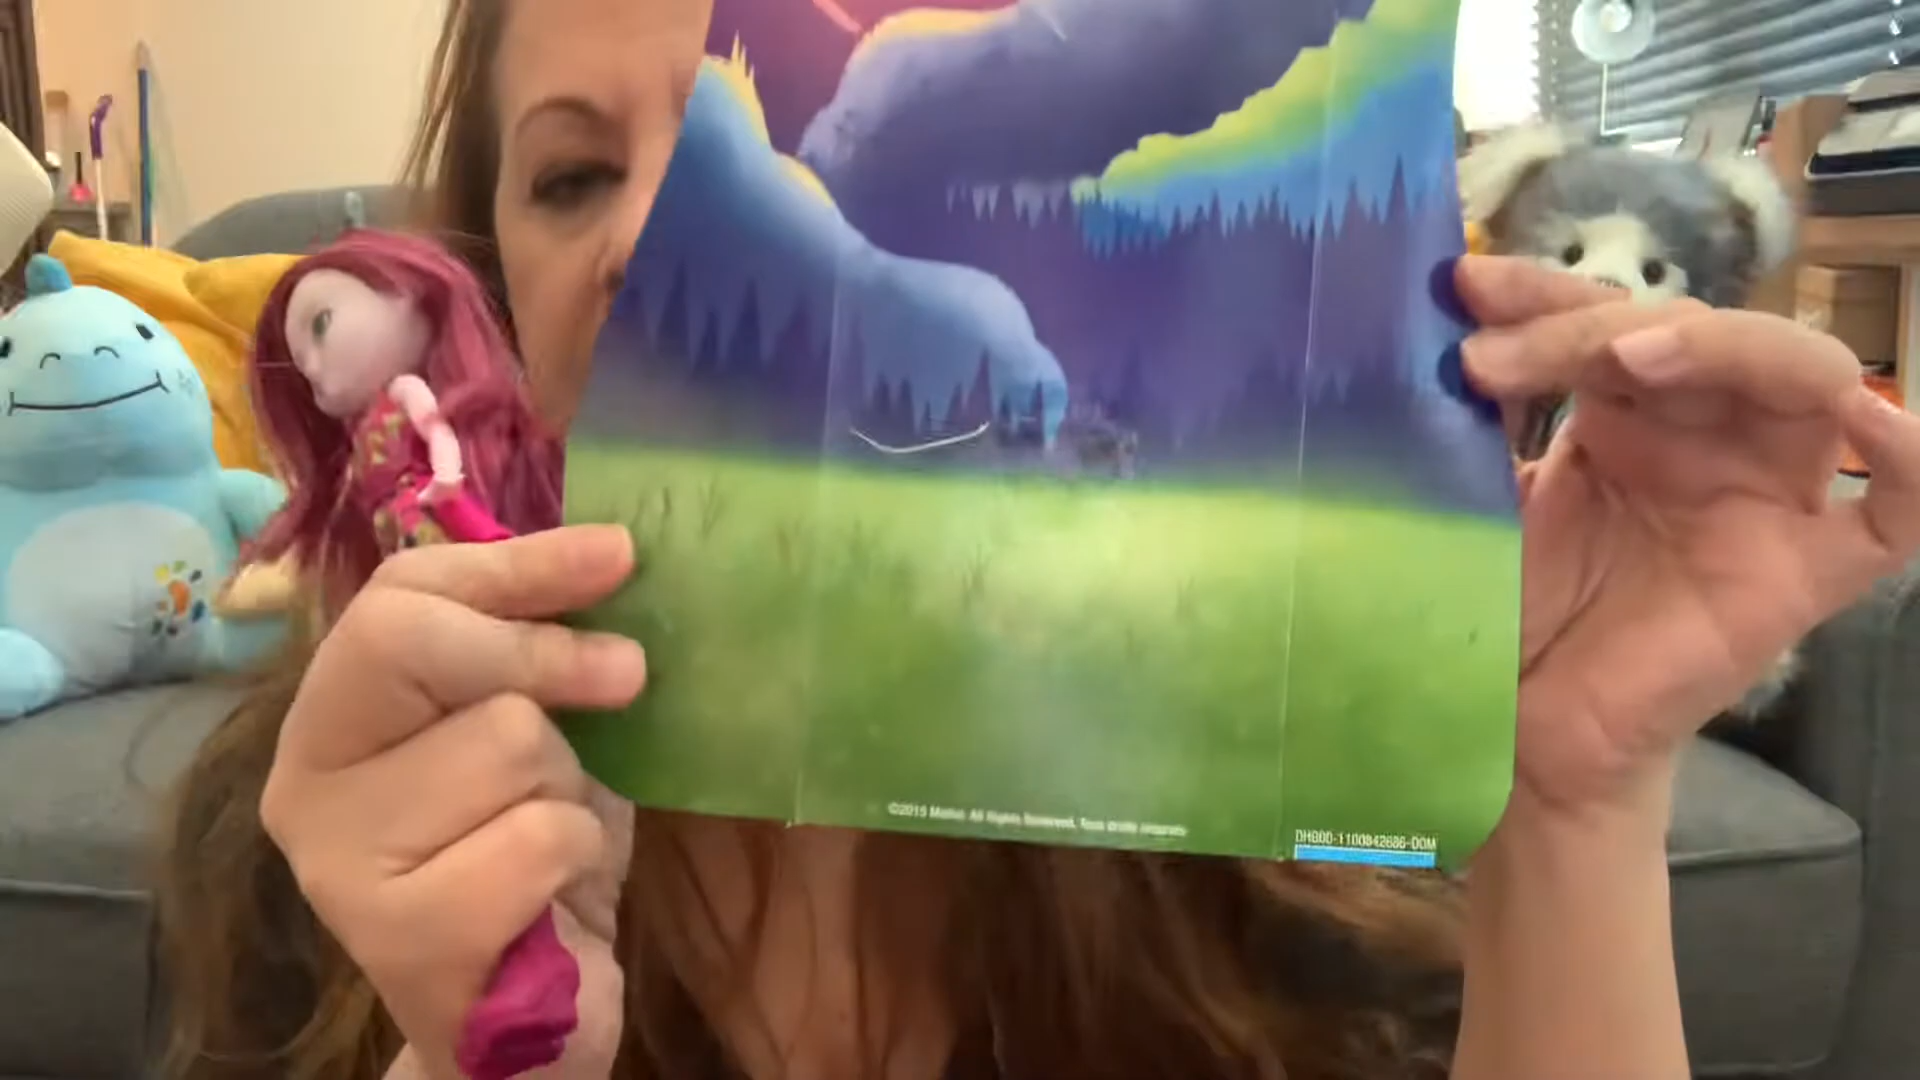 ©2015 Mattel. All Rights Reserved. Tous droits réservés
DHB00-1100842686-DOM